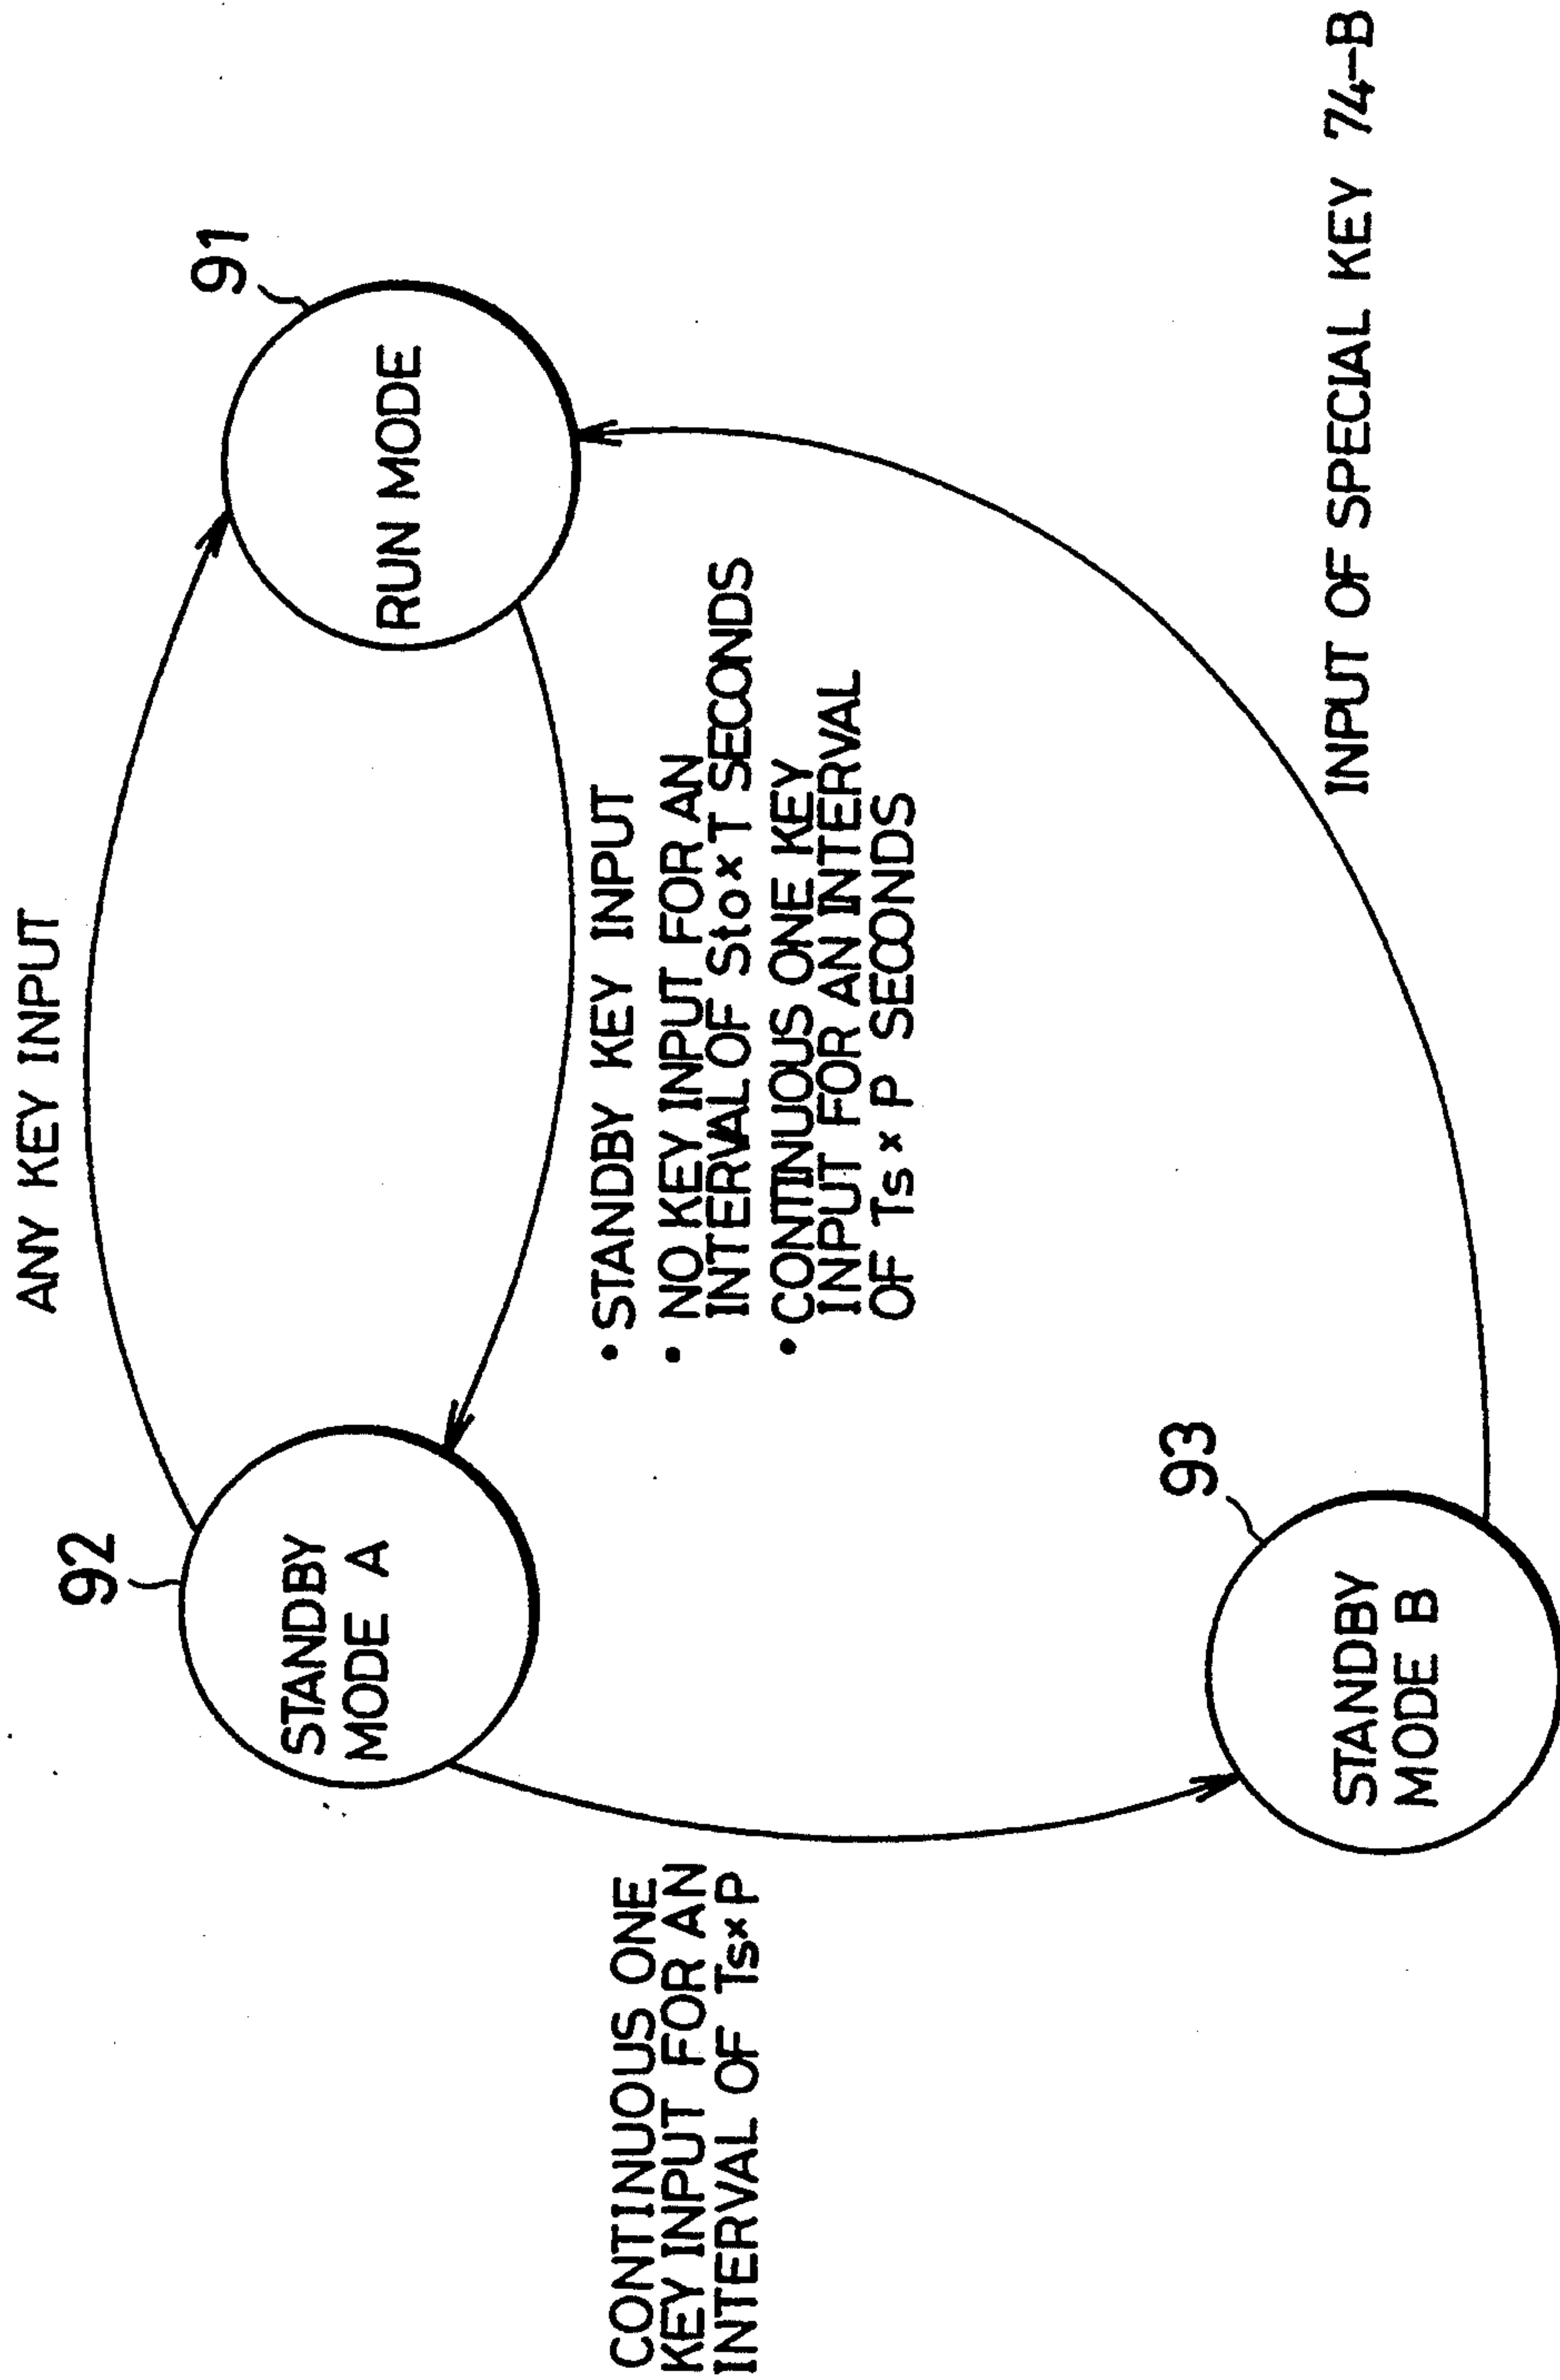 ANY KEY INPUT
92
STANDBY
MODE A
91
RUN MODE
• STANDBY KEY INPUT
• NO KEY INPUT FOR AN
INTERVAL OF Sto × T SECONDS
• CONTINUOUS ONE KEY
INPUT FOR AN INTERVAL
OF Ts × P SECONDS
CONTINUOUS ONE
KEY INPUT FOR AN
INTERVAL OF Ts×P
93
STANDBY
MODE B
INPUT OF SPECIAL KEY 74-B